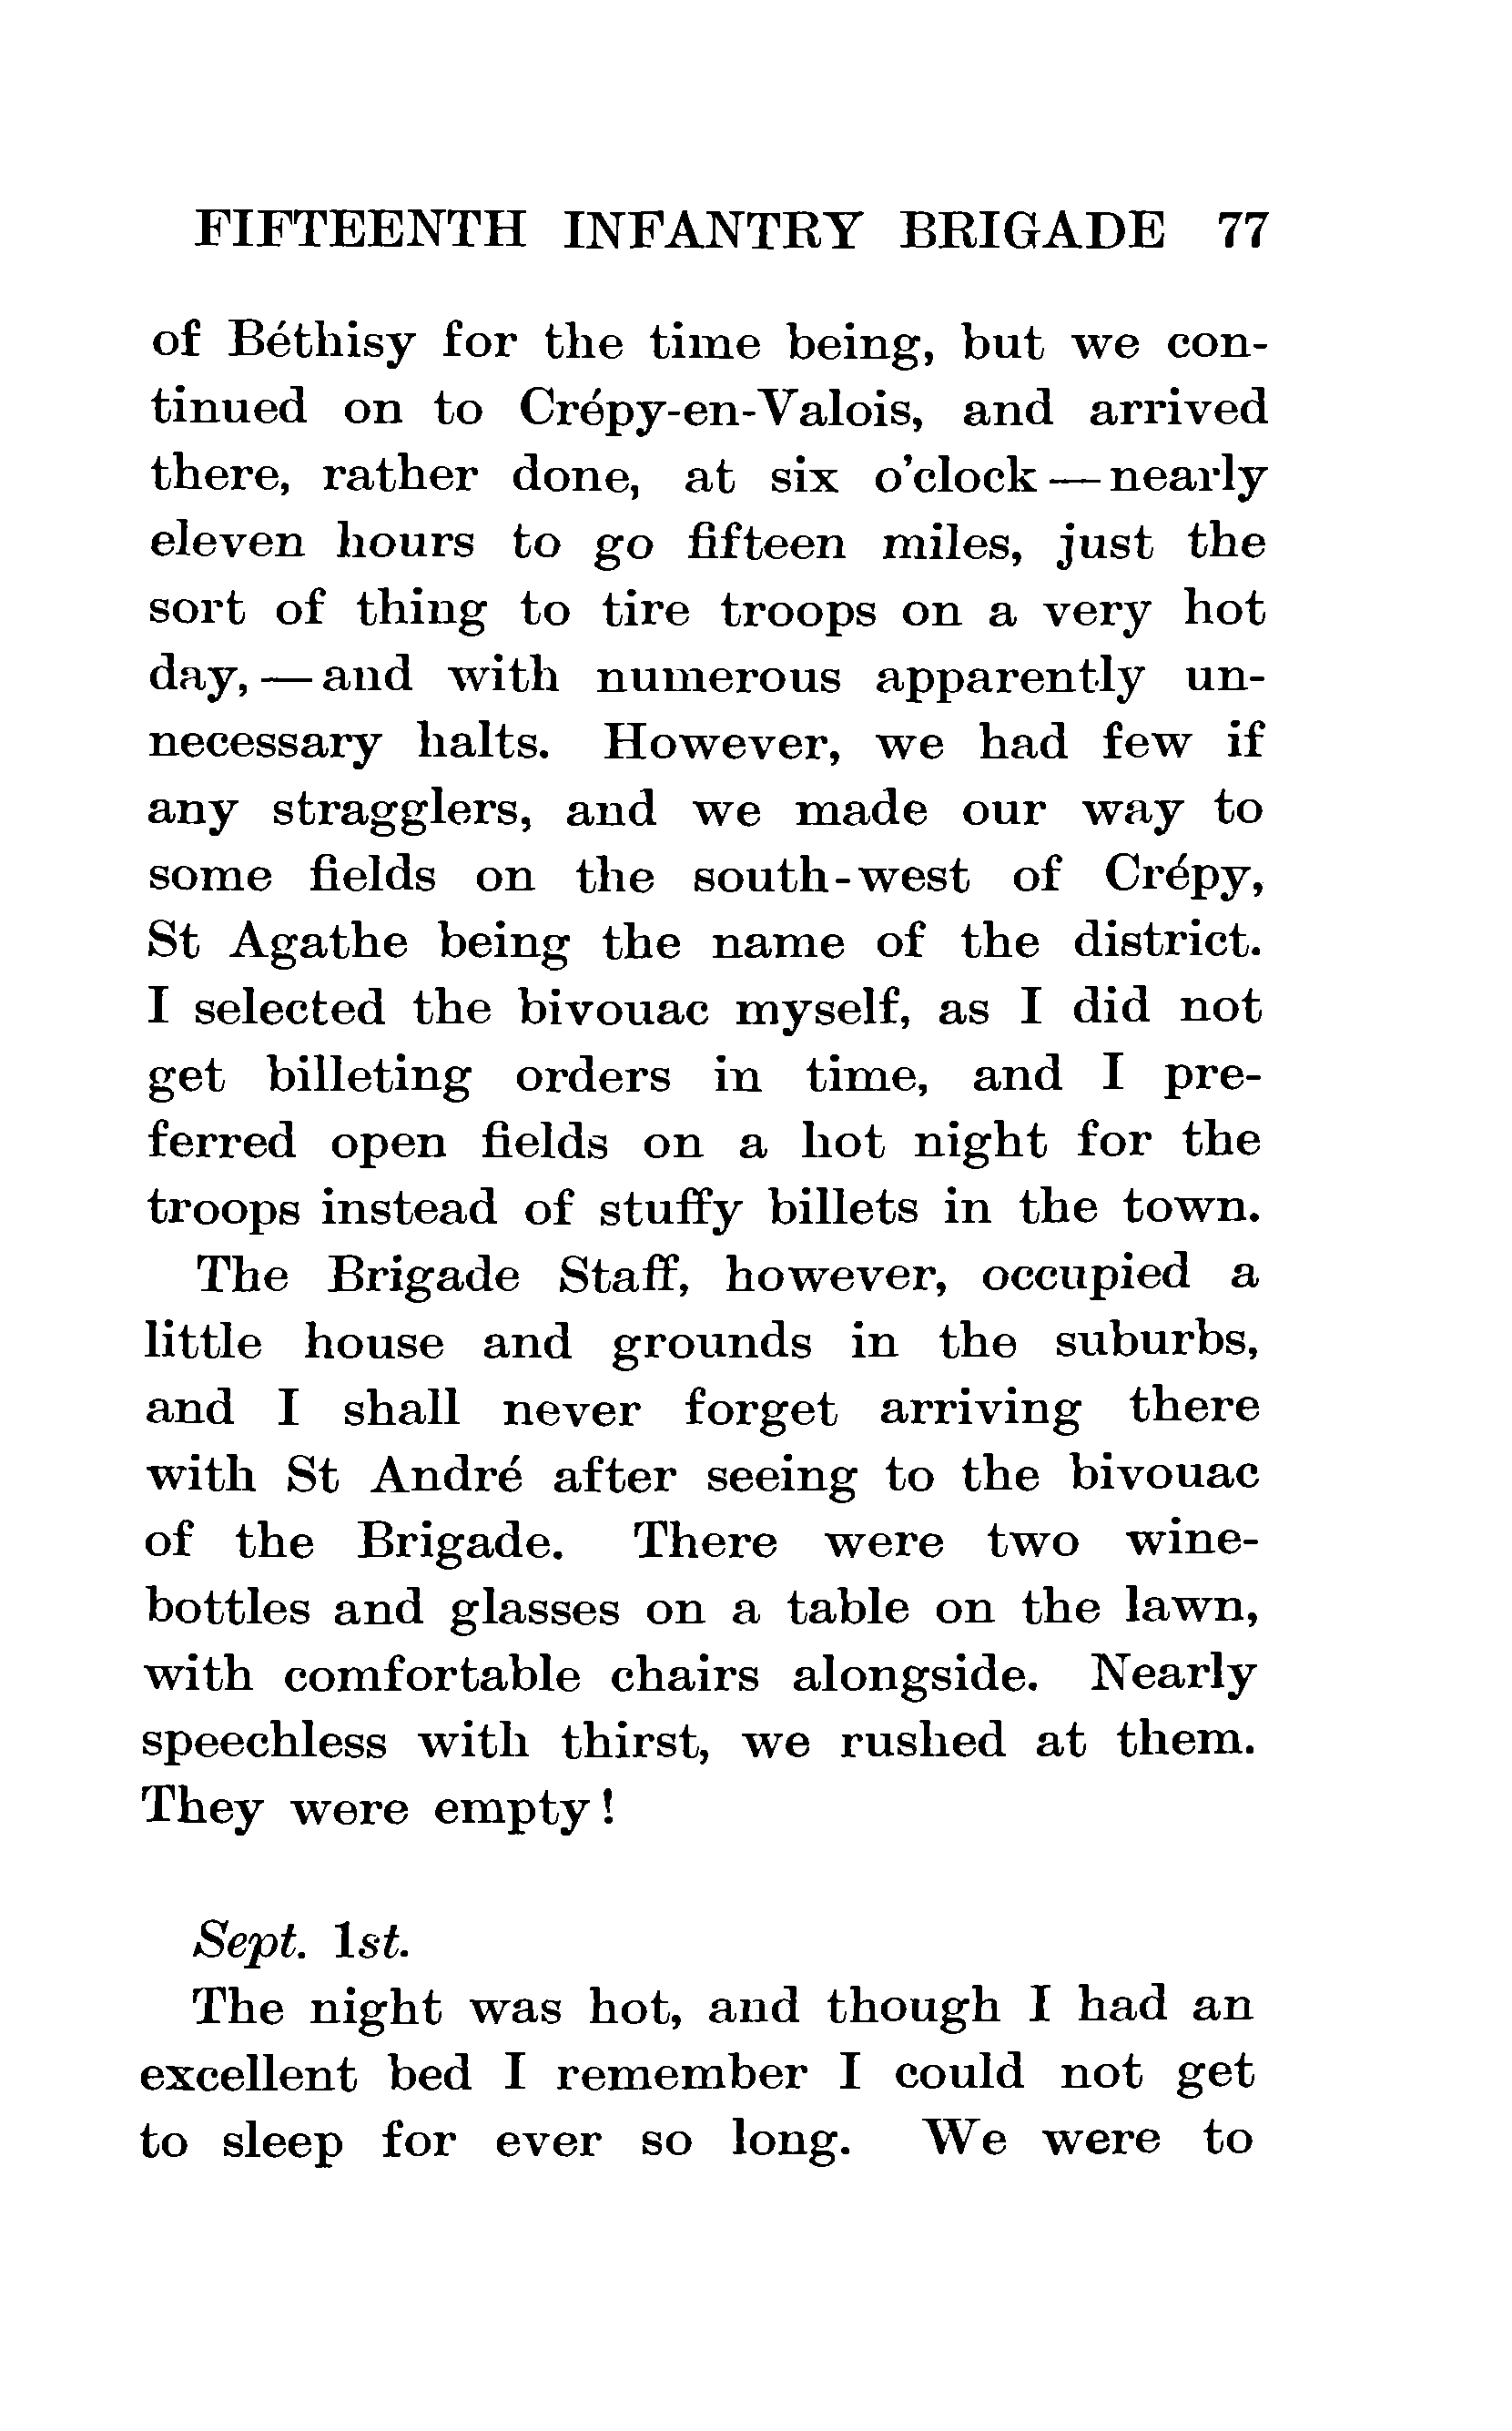 FIFTEENTH INFANTRY BRIGADE 77
of Béthisy for the time being, but we con-
tinued on to Crépy-en-Valois, and arrived
there, rather done, at six o'clock — nearly
eleven hours to go fifteen miles, just the
sort of thing to tire troops on a very hot
day, — and with numerous apparently un-
necessary halts. However, we had few if
any stragglers, and we made our way to
some fields on the south-west of Crépy,
St Agathe being the name of the district.
I selected the bivouac myself, as I did not
get billeting orders in time, and I pre-
ferred open fields on a hot night for the
troops instead of stuffy billets in the town.
The Brigade Staff, however, occupied a
little house and grounds in the suburbs,
and I shall never forget arriving there
with St André after seeing to the bivouac
of the Brigade. There were two wine-
bottles and glasses on a table on the lawn,
with comfortable chairs alongside. Nearly
speechless with thirst, we rushed at them.
They were empty!
Sept. 1st.
The night was hot, and though I had an
excellent bed I remember I could not get
to sleep for ever so long. We were to